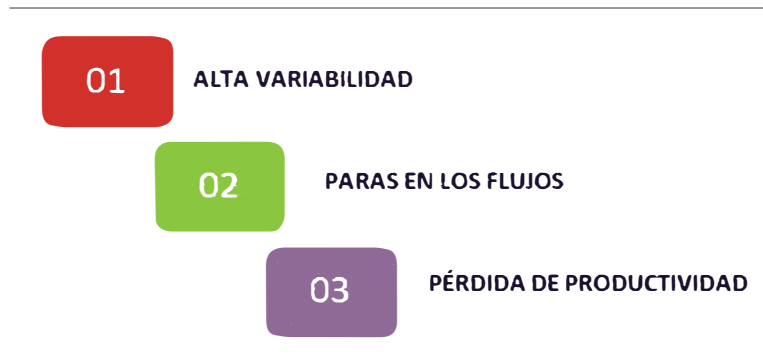 01
ALTA VARIABILIDAD
02
PARAS EN LOS FLUJOS
03
PÉRDIDA DE PRODUCTIVIDAD